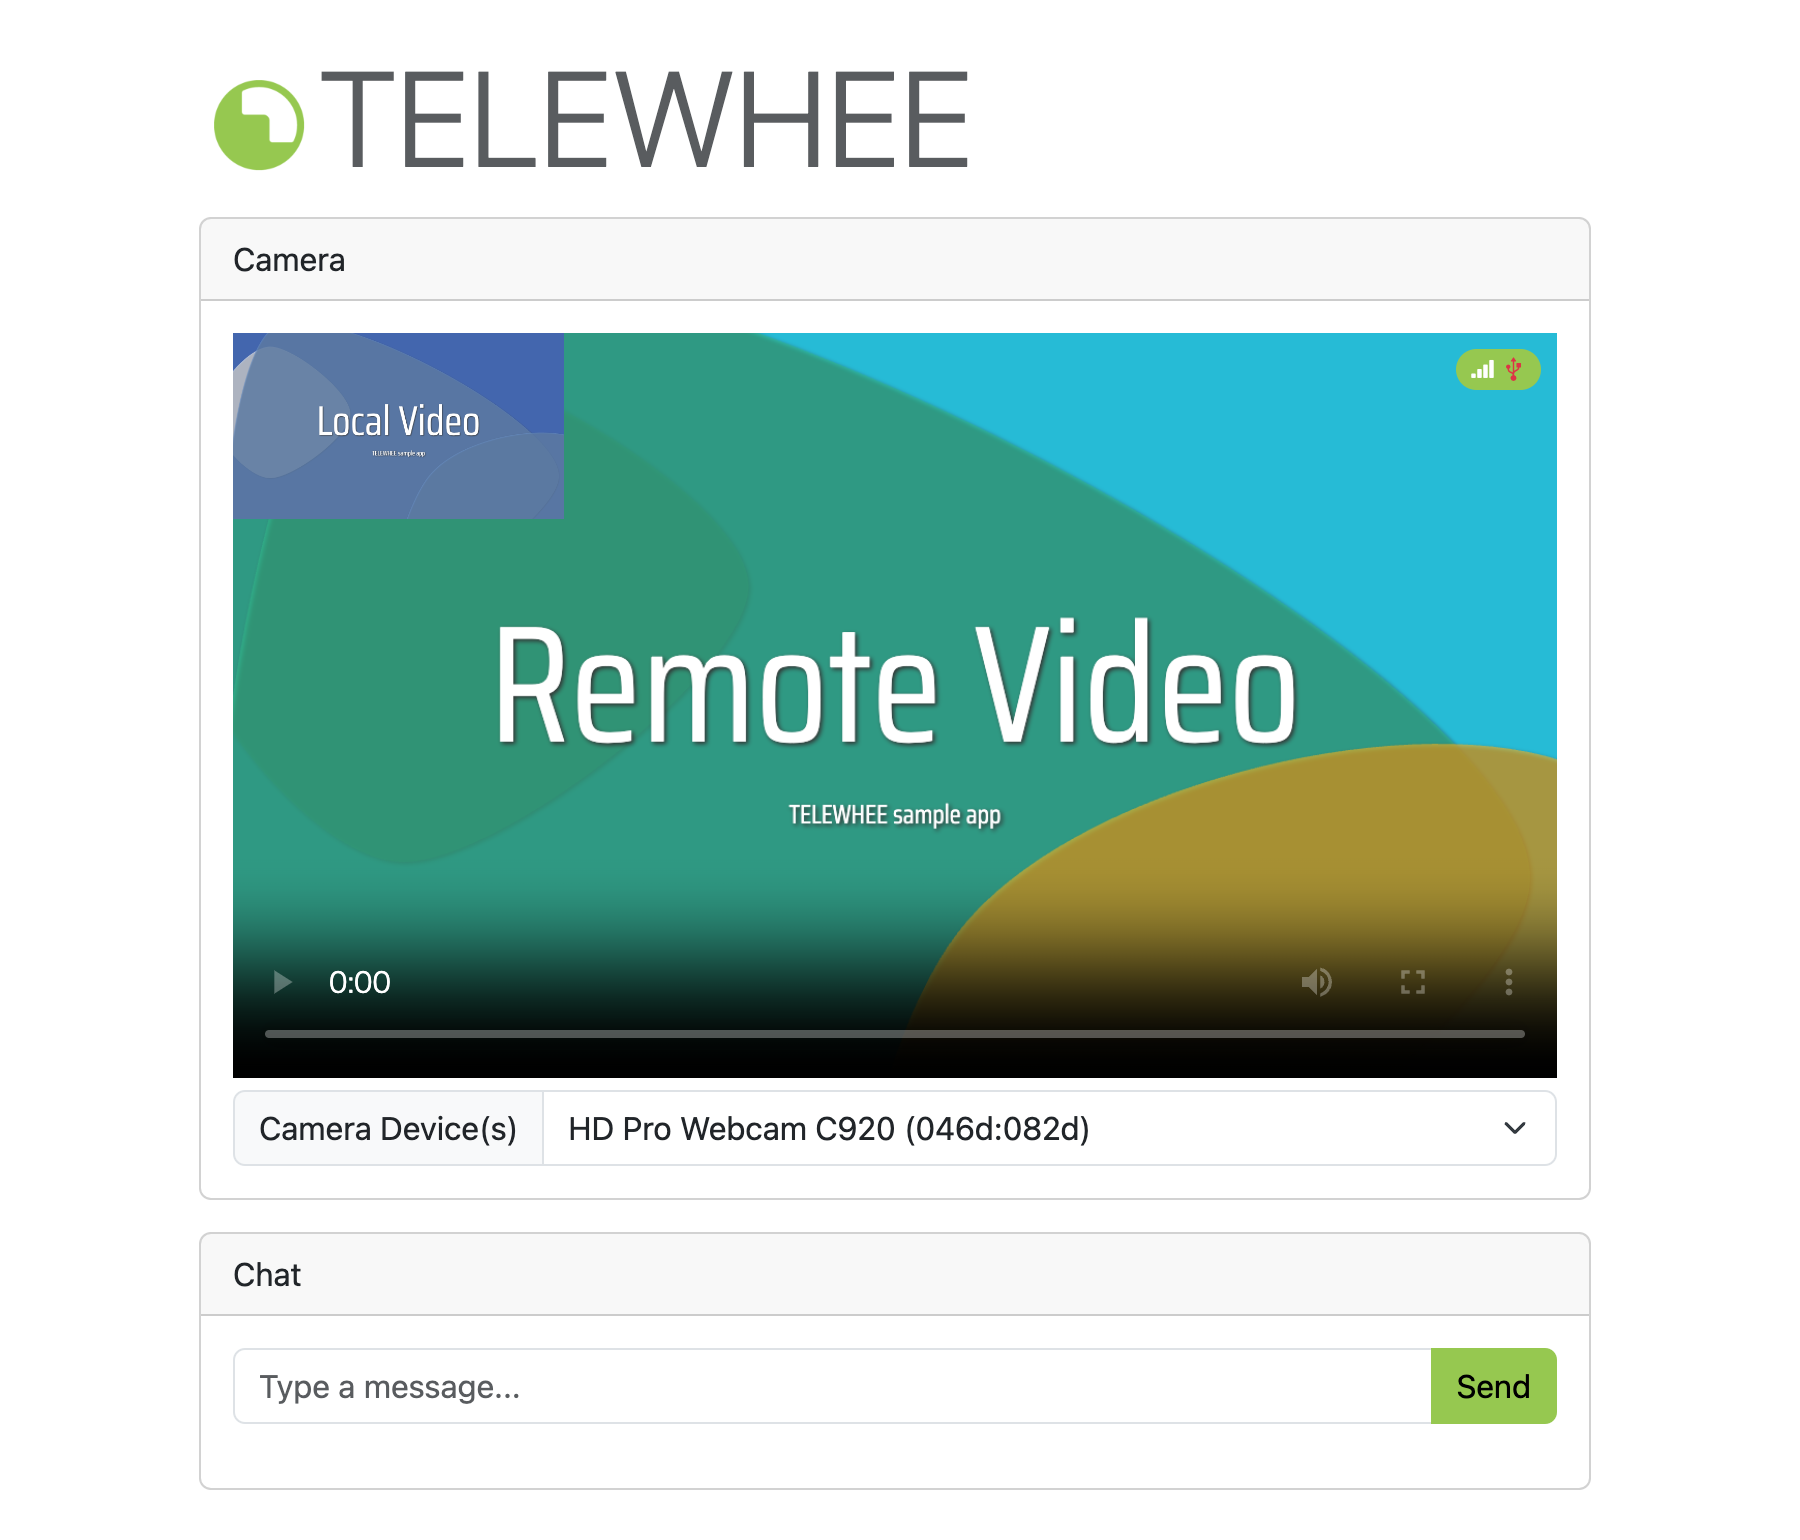 TELEWHEE
Camera
Local Video
TELEWHEE sample app
Remote Video
TELEWHEE sample app
0:00
Camera Device(s)
HD Pro Webcam C920 (046d:082d)
Chat
Type a message...
Send